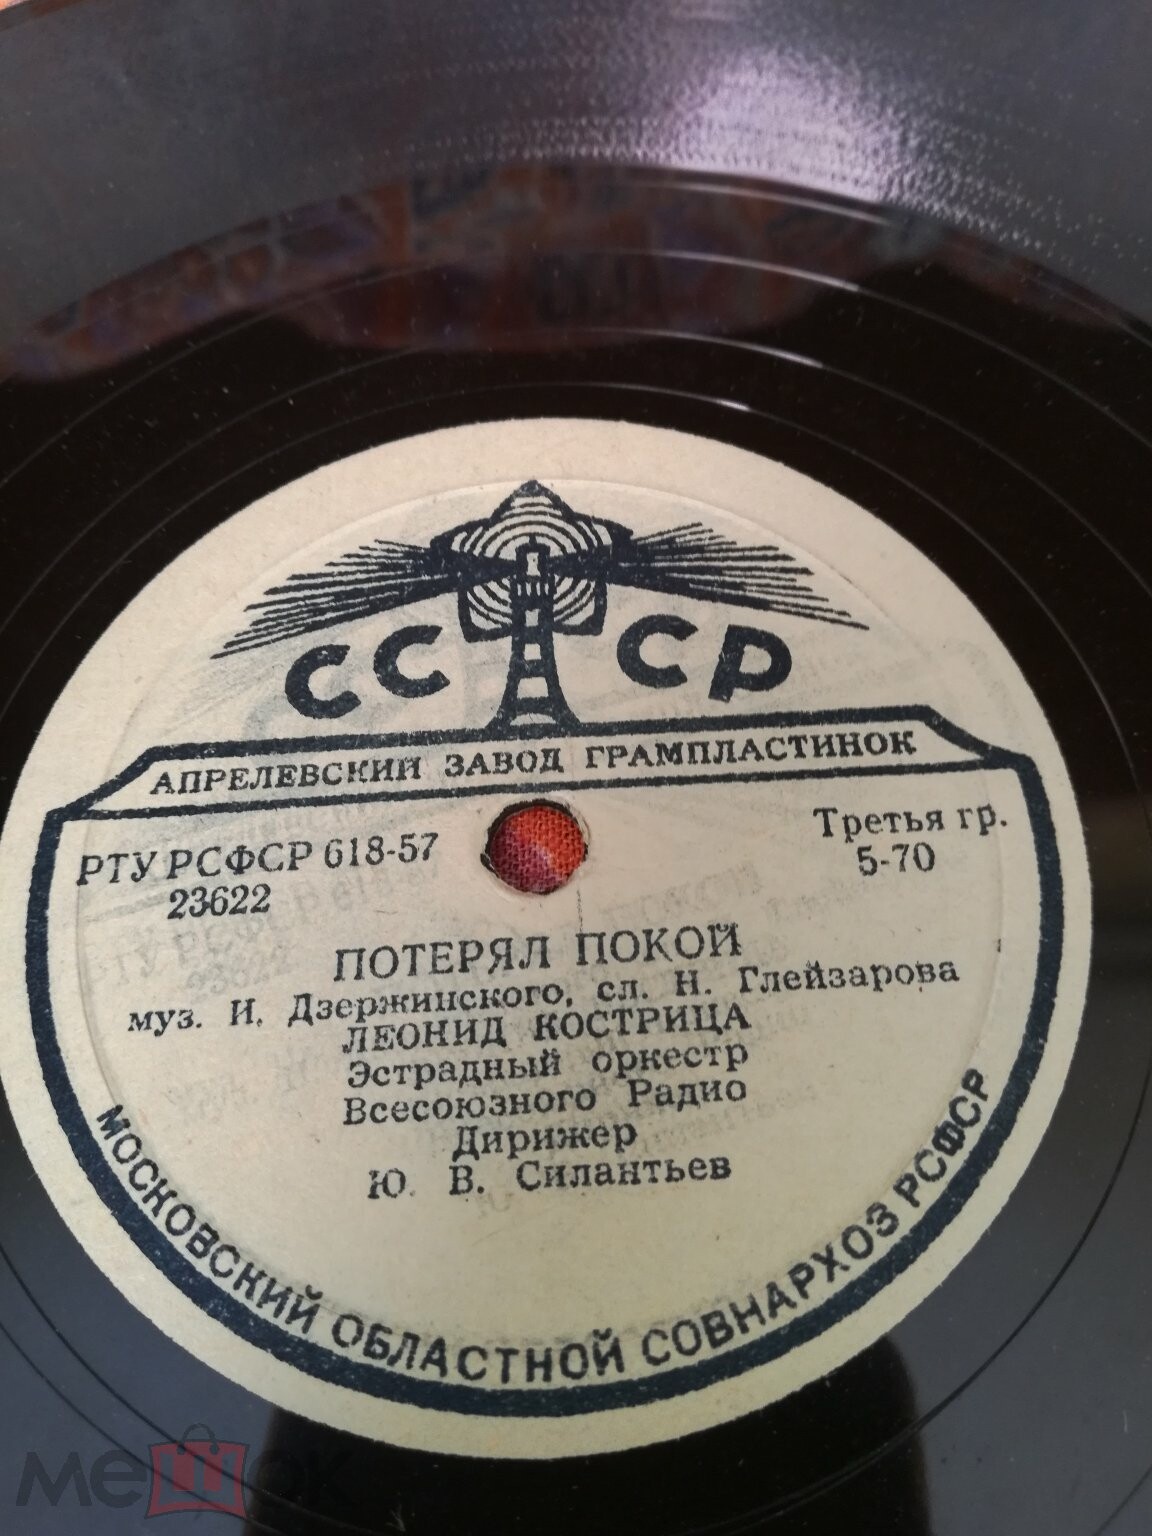 СССР
АПРЕЛЕВСКИЙ ЗАВОД ГРАМПЛАСТИНОК
РТУ РСФСР 618-57
23622
Третья гр.
5-70
ПОТЕРЯЛ ПОКОЙ
муз. И. Дзержинского, сл. Н. Глейзарова
ЛЕОНИД КОСТРИЦА
Эстрадный оркестр
Всесоюзного Радио
Дирижер
Ю. В. Силантьев
МОСКОВСКИЙ ОБЛАСТНОЙ СОВНАРХОЗ РСФСР
мешок